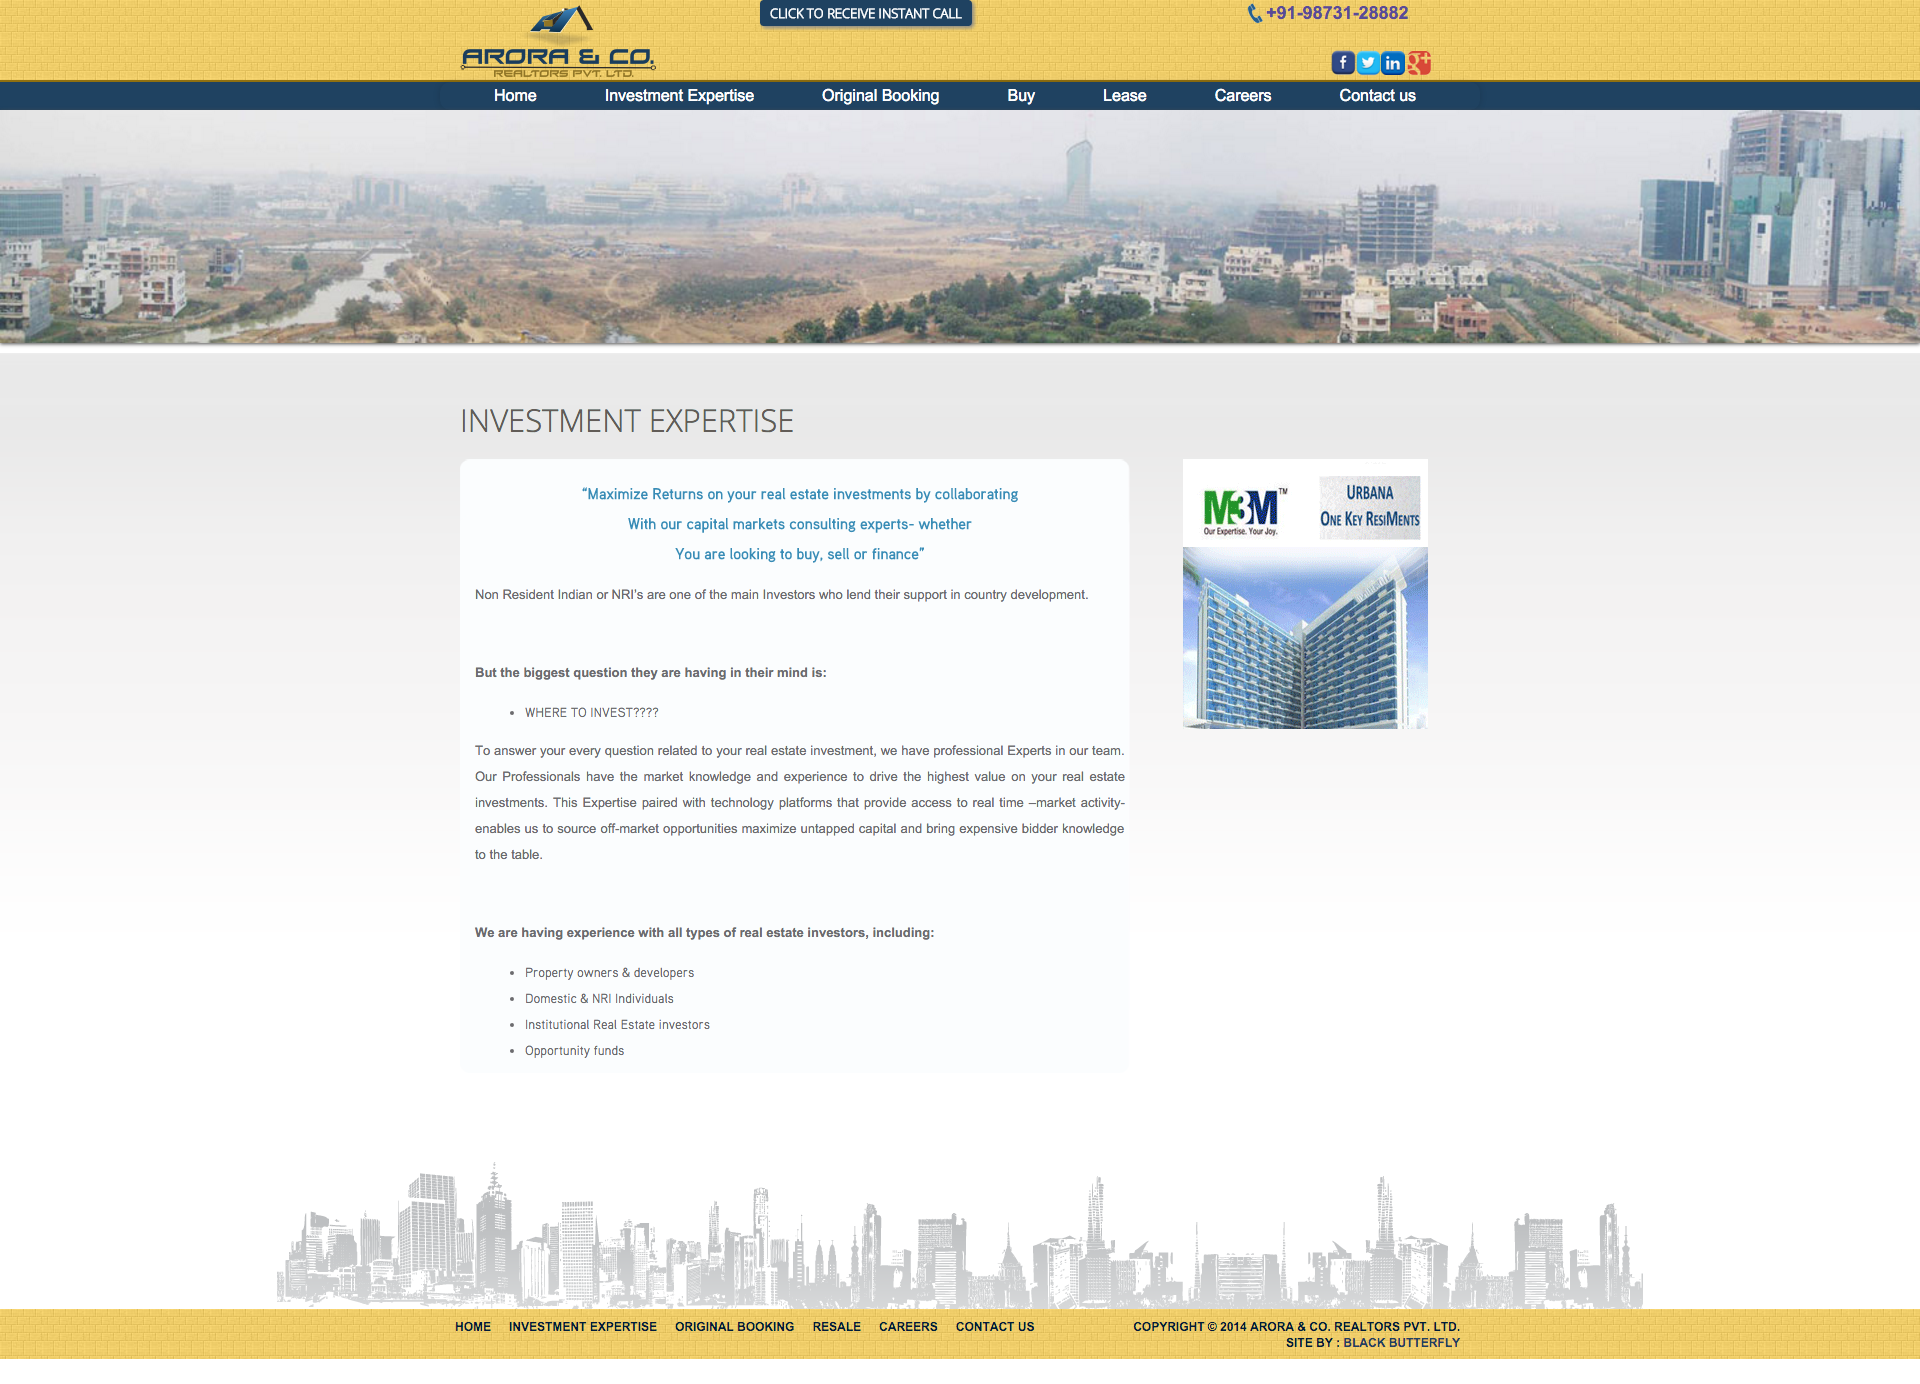 CLICK TO RECEIVE INSTANT CALL
+91-98731-28882
ARORA & CO.
REALTORS PVT. LTD.
Home Investment Expertise Original Booking Buy Lease Careers Contact us
INVESTMENT EXPERTISE
“Maximize Returns on your real estate investments by collaborating
With our capital markets consulting experts- whether
You are looking to buy, sell or finance”
Non Resident Indian or NRI’s are one of the main Investors who lend their support in country development.
But the biggest question they are having in their mind is:
• WHERE TO INVEST????
To answer your every question related to your real estate investment, we have professional Experts in our team.
Our Professionals have the market knowledge and experience to drive the highest value on your real estate
investments. This Expertise paired with technology platforms that provide access to real time –market activity-
enables us to source off-market opportunities maximize untapped capital and bring expensive bidder knowledge
to the table.
We are having experience with all types of real estate investors, including:
• Property owners & developers
• Domestic & NRI Individuals
• Institutional Real Estate investors
• Opportunity funds
M3M™
Our Expertise. Your Joy.
URBANA
ONE KEY RESIMENTS
HOME INVESTMENT EXPERTISE ORIGINAL BOOKING RESALE CAREERS CONTACT US
COPYRIGHT © 2014 ARORA & CO. REALTORS PVT. LTD.
SITE BY : BLACK BUTTERFLY